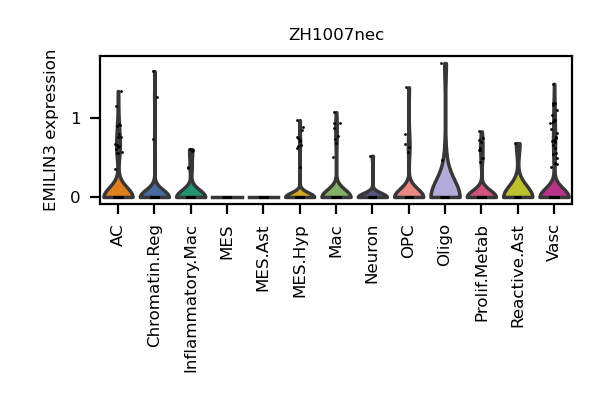 ZH1007nec
EMILIN3 expression
1
0
AC
Chromatin.Reg
Inflammatory.Mac
MES
MES.Ast
MES.Hyp
Mac
Neuron
OPC
Oligo
Prolif.Metab
Reactive.Ast
Vasc